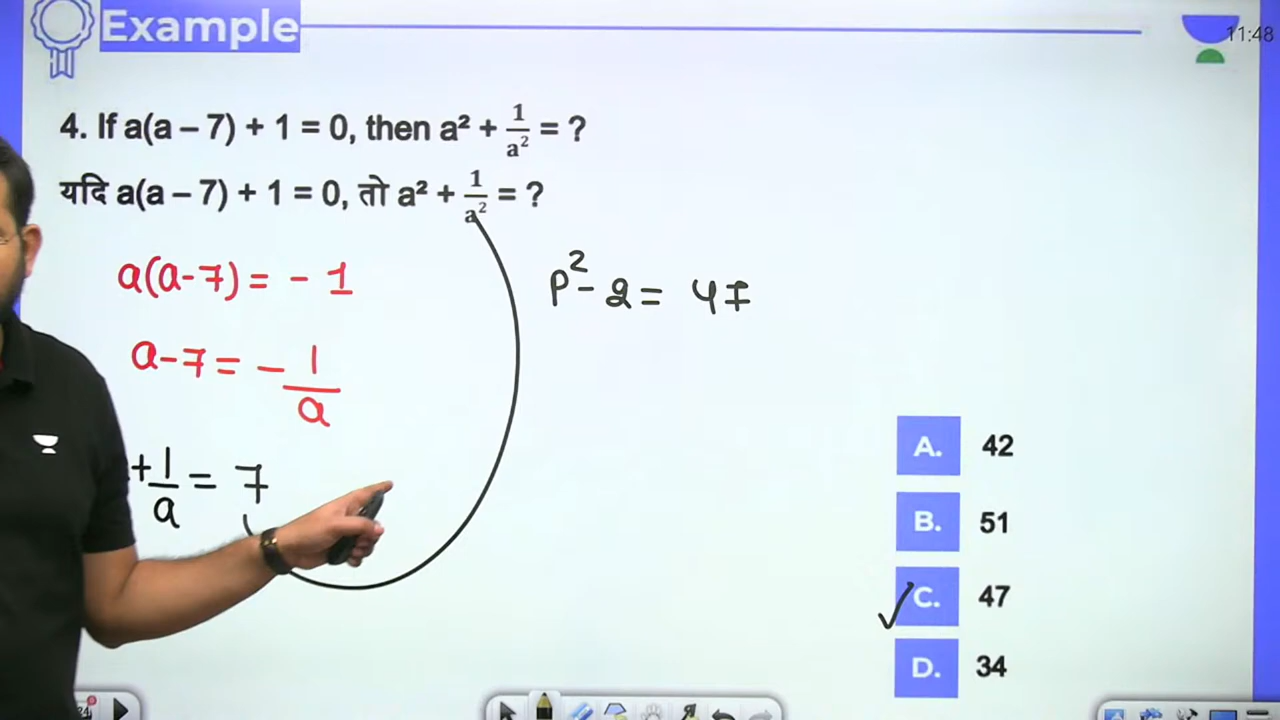 Example
11:48
4. If a(a – 7) + 1 = 0, then a² + 1/a² = ?
यदि a(a – 7) + 1 = 0, तो a² + 1/a² = ?
a(a-7) = - 1
a-7 = - 1/a
+ 1/a = 7
p² - 2 = 47
A. 42
B. 51
C. 47
D. 34